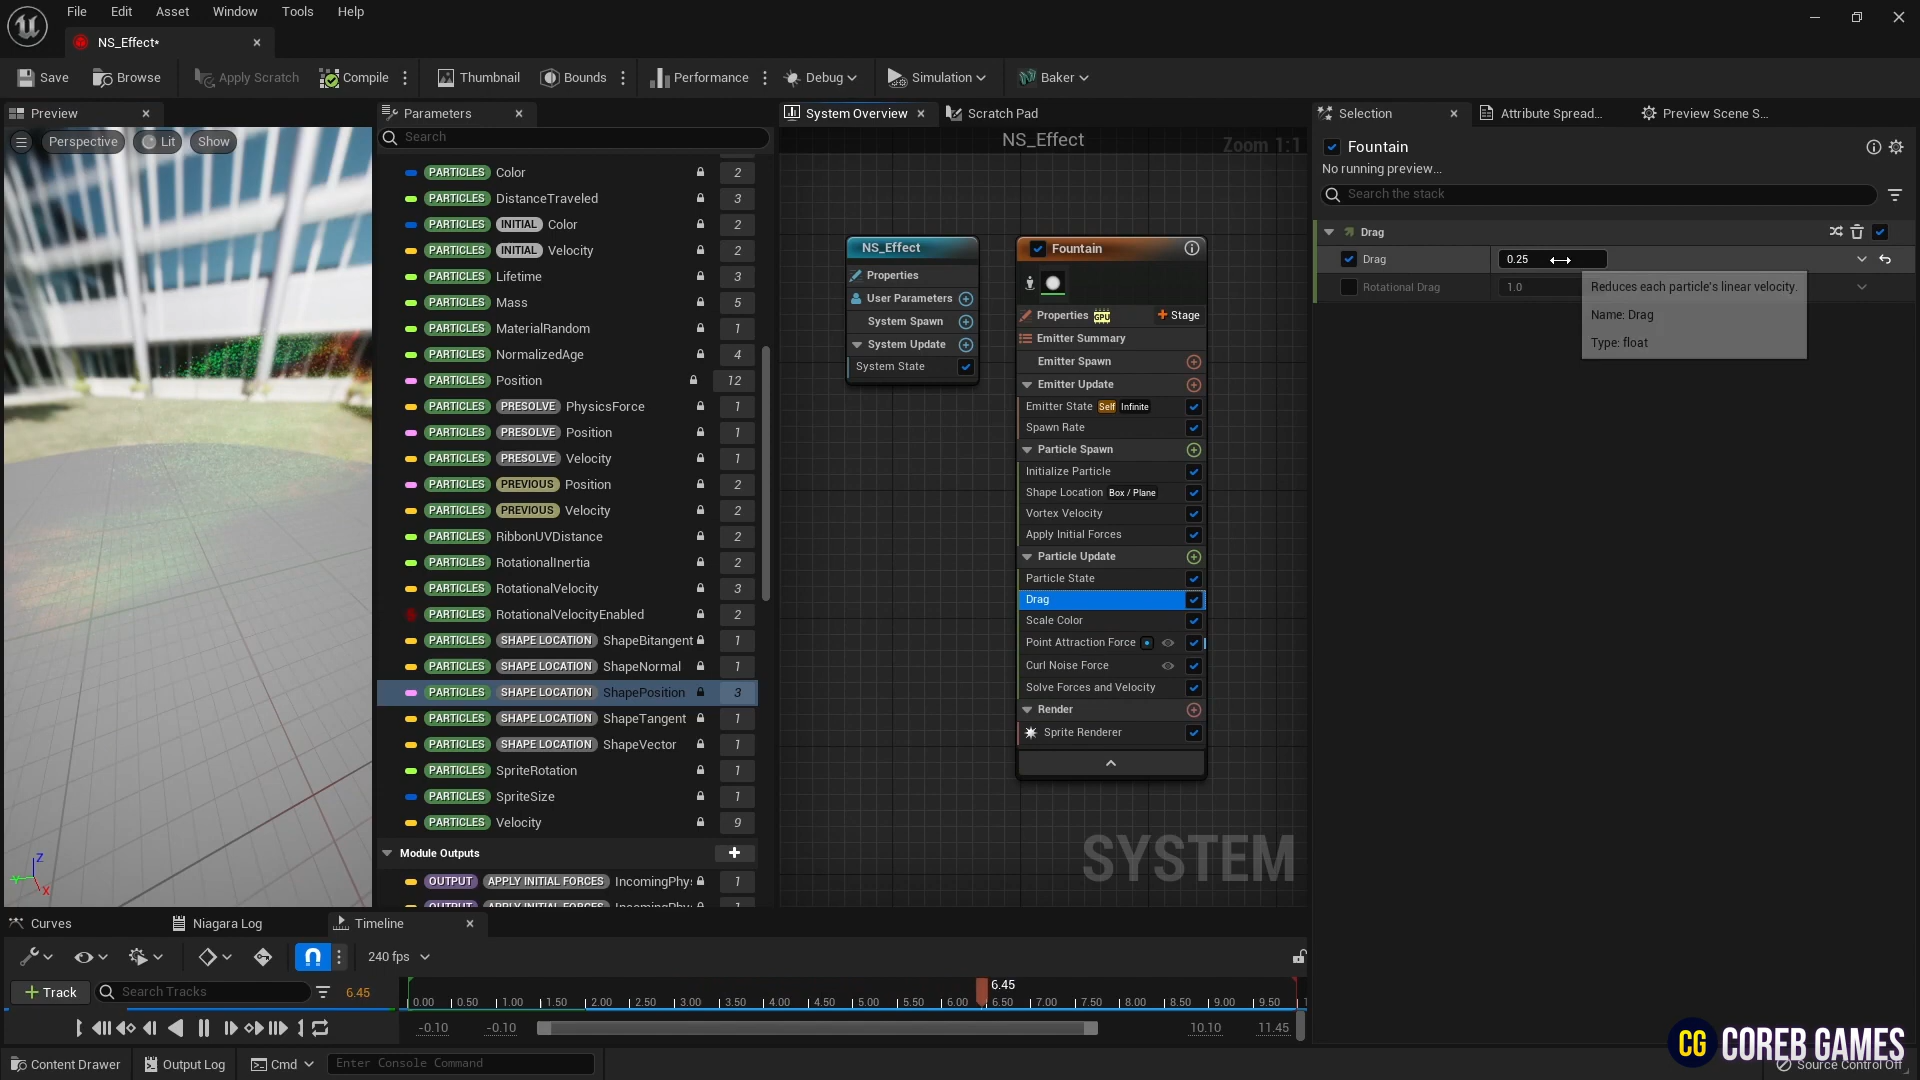 File Edit Asset Window Tools Help
NS_Effect*
Save Browse Apply Scratch Compile Thumbnail Bounds Performance Debug Simulation Baker
Preview
Perspective Lit Show
Parameters
Search
PARTICLES Color 2
PARTICLES DistanceTraveled 3
PARTICLES INITIAL Color 2
PARTICLES INITIAL Velocity 2
PARTICLES Lifetime 3
PARTICLES Mass 5
PARTICLES MaterialRandom 1
PARTICLES NormalizedAge 4
PARTICLES Position 12
PARTICLES PRESOLVE PhysicsForce 1
PARTICLES PRESOLVE Position 1
PARTICLES PRESOLVE Velocity 1
PARTICLES PREVIOUS Position 2
PARTICLES PREVIOUS Velocity 2
PARTICLES RibbonUVDistance 2
PARTICLES RotationalInertia 2
PARTICLES RotationalVelocity 3
PARTICLES RotationalVelocityEnabled 2
PARTICLES SHAPE LOCATION ShapeBitangent 1
PARTICLES SHAPE LOCATION ShapeNormal 1
PARTICLES SHAPE LOCATION ShapePosition 3
PARTICLES SHAPE LOCATION ShapeTangent 1
PARTICLES SHAPE LOCATION ShapeVector 1
PARTICLES SpriteRotation 1
PARTICLES SpriteSize 1
PARTICLES Velocity 9
Module Outputs
OUTPUT APPLY INITIAL FORCES IncomingPhy: 1
OUTPUT APPLY INITIAL FORCES IncomingPhy: 1
Z
Y
X
System Overview Scratch Pad
NS_Effect
Zoom 1:1
NS_Effect
Properties
User Parameters
System Spawn
System Update
System State
Fountain
Properties GPU Stage
Emitter Summary
Emitter Spawn
Emitter Update
Emitter State Self Infinite
Spawn Rate
Particle Spawn
Initialize Particle
Shape Location Box / Plane
Vortex Velocity
Apply Initial Forces
Particle Update
Particle State
Drag
Scale Color
Point Attraction Force
Curl Noise Force
Solve Forces and Velocity
Render
Sprite Renderer
SYSTEM
Selection Attribute Spread... Preview Scene S...
Fountain
No running preview...
Search the stack
Drag
Drag 0.25
Rotational Drag 1.0
Reduces each particle's linear velocity.
Name: Drag
Type: float
Curves Niagara Log Timeline
240 fps
Track Search Tracks 6.45
6.45
0.00 0.50 1.00 1.50 2.00 2.50 3.00 3.50 4.00 4.50 5.00 5.50 6.00 6.50 7.00 7.50 8.00 8.50 9.00 9.50 1
-0.10 -0.10 10.10 11.45
Content Drawer Output Log Cmd Enter Console Command
CG COREB GAMES
Source Control Off